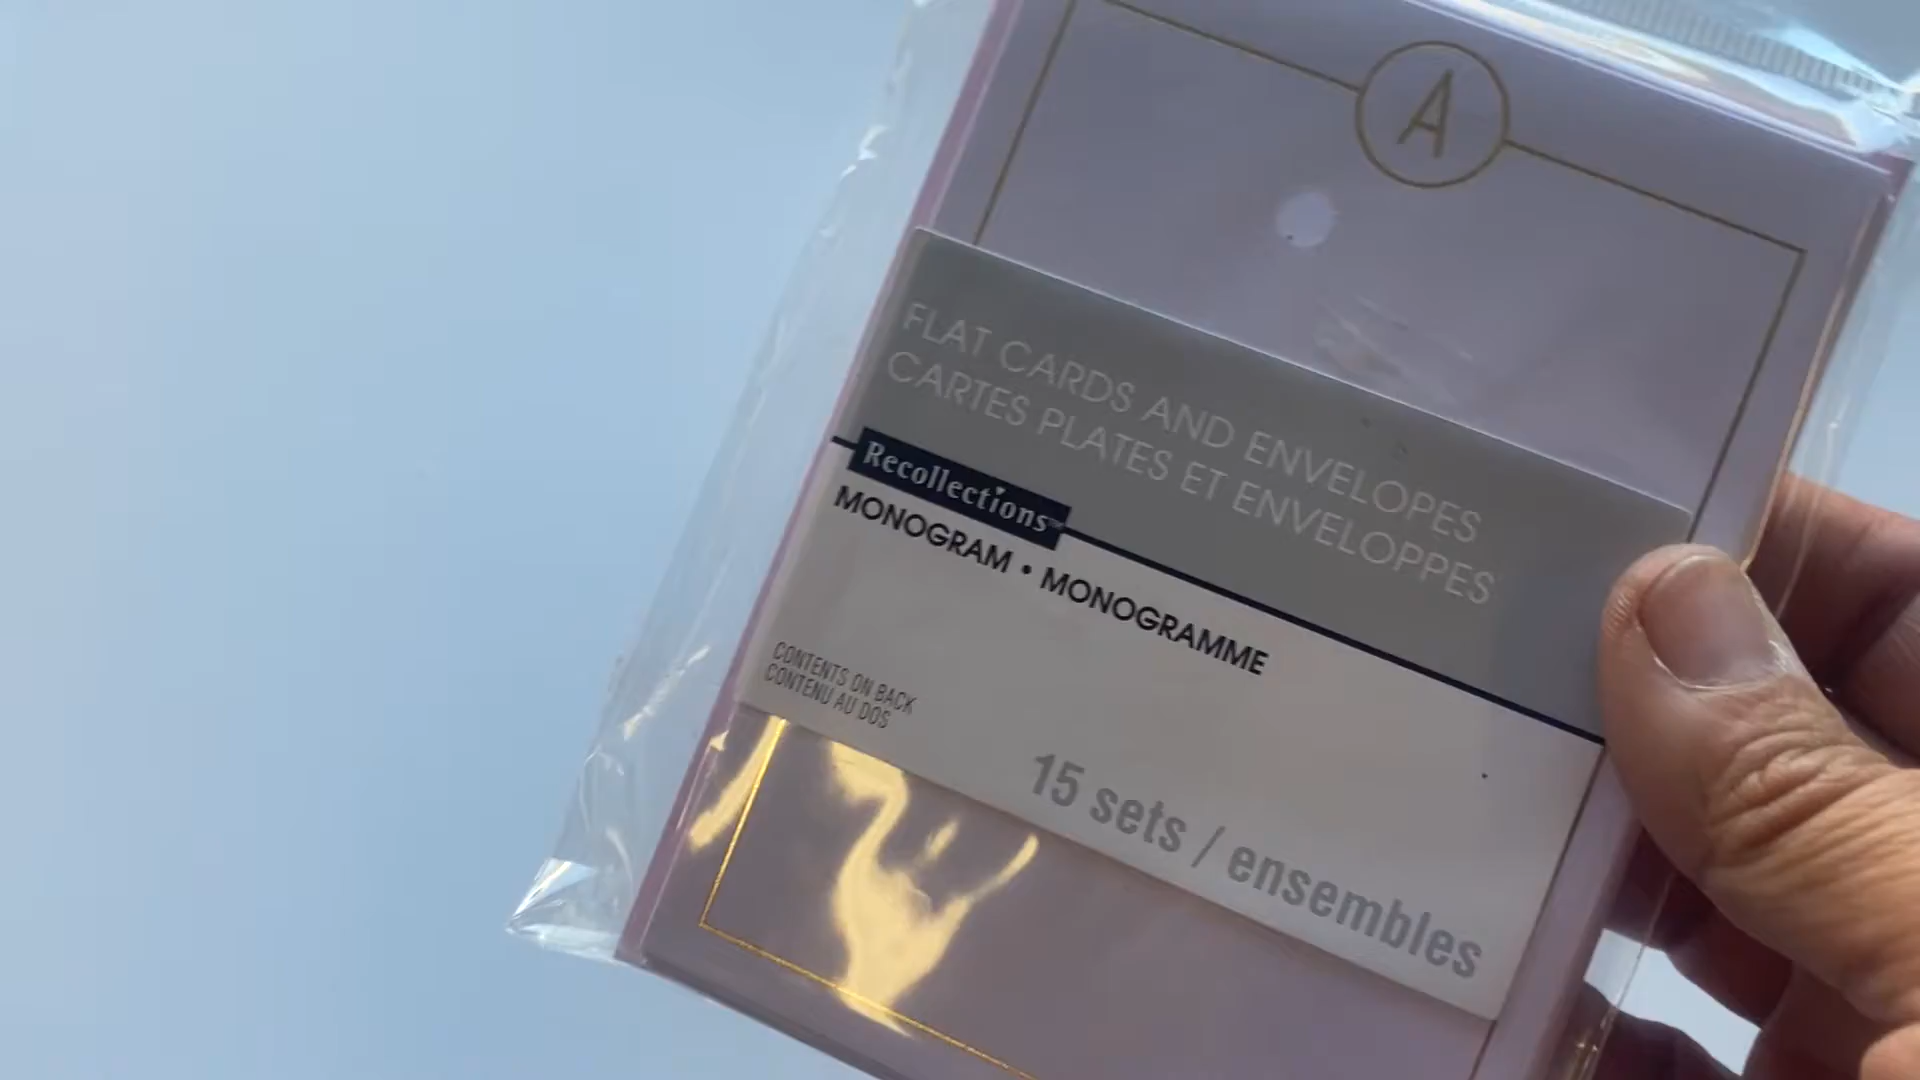 A
FLAT CARDS AND ENVELOPES
CARTES PLATES ET ENVELOPPES
Recollections™
MONOGRAM • MONOGRAMME
CONTENTS ON BACK
CONTENU AU DOS
15 sets / ensembles